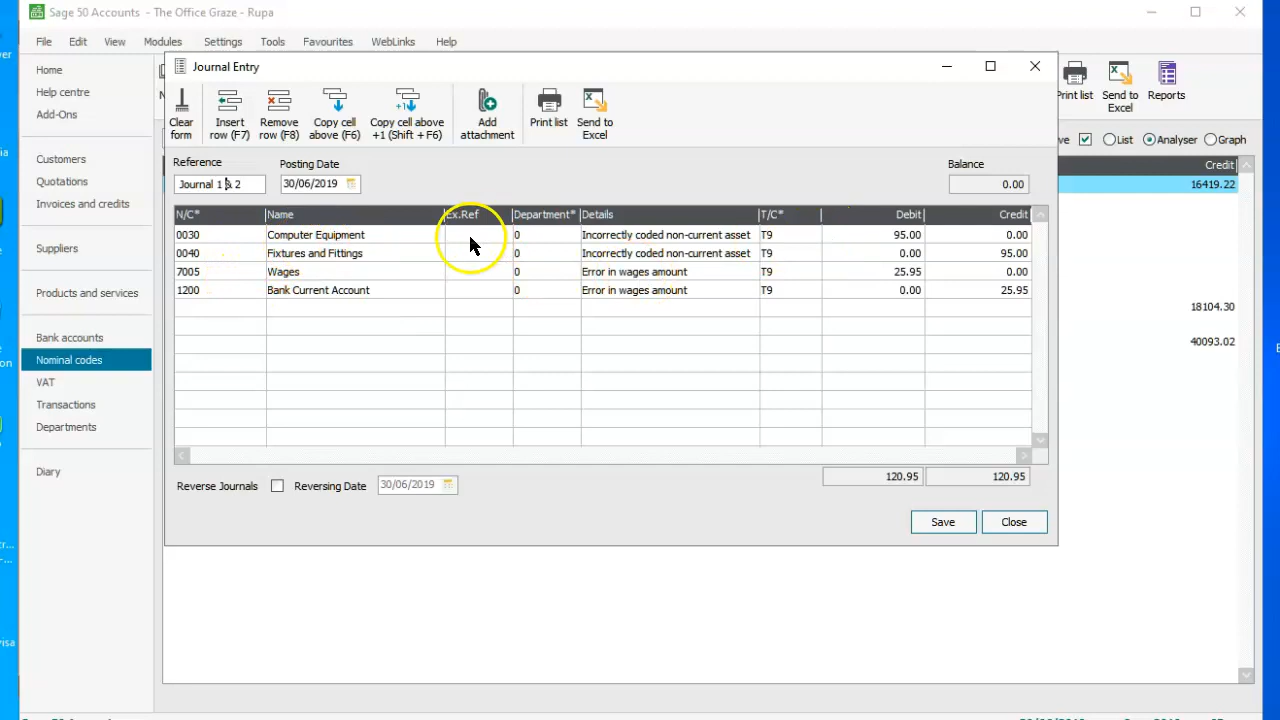 Sage 50 Accounts - The Office Graze - Rupa
File Edit View Modules Settings Tools Favourites WebLinks Help
Home
Help centre
Add-Ons
Customers
Quotations
Invoices and credits
Suppliers
Products and services
Bank accounts
Nominal codes
VAT
Transactions
Departments
Diary
Journal Entry
Clear form
Insert row (F7)
Remove row (F8)
Copy cell above (F6)
Copy cell above +1 (Shift + F6)
Add attachment
Print list
Send to Excel
Print list
Send to Excel
Reports
List Analyser Graph
Reference Posting Date Balance
Journal 1 & 2 30/06/2019 0.00
N/C* Name Ex.Ref Department* Details T/C* Debit Credit
0030 Computer Equipment 0 Incorrectly coded non-current asset T9 95.00 0.00
0040 Fixtures and Fittings 0 Incorrectly coded non-current asset T9 0.00 95.00
7005 Wages 0 Error in wages amount T9 25.95 0.00
1200 Bank Current Account 0 Error in wages amount T9 0.00 25.95
120.95 120.95
Reverse Journals Reversing Date 30/06/2019
Save Close
Credit
16419.22
18104.30
40093.02